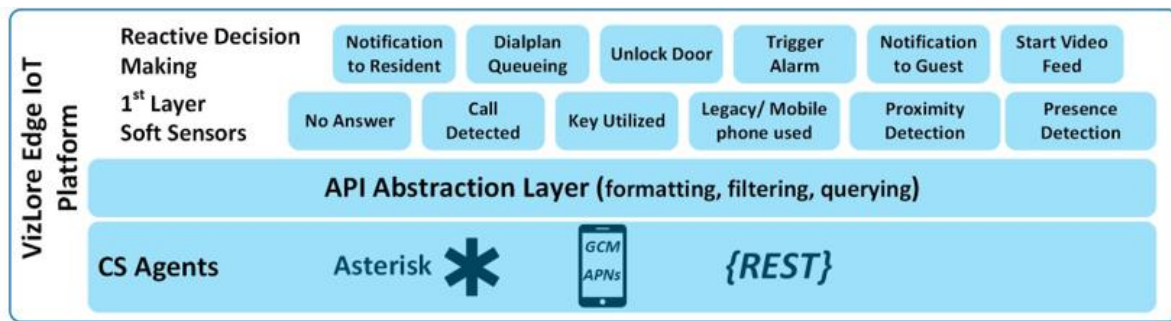 VizLore Edge IoT
Platform
Reactive Decision
Making
Notification
to Resident
Dialplan
Queueing
Unlock Door
Trigger
Alarm
Notification
to Guest
Start Video
Feed
1st Layer
Soft Sensors
No Answer
Call
Detected
Key Utilized
Legacy/ Mobile
phone used
Proximity
Detection
Presence
Detection
API Abstraction Layer (formatting, filtering, querying)
CS Agents
Asterisk
GCM
APNs
{REST}